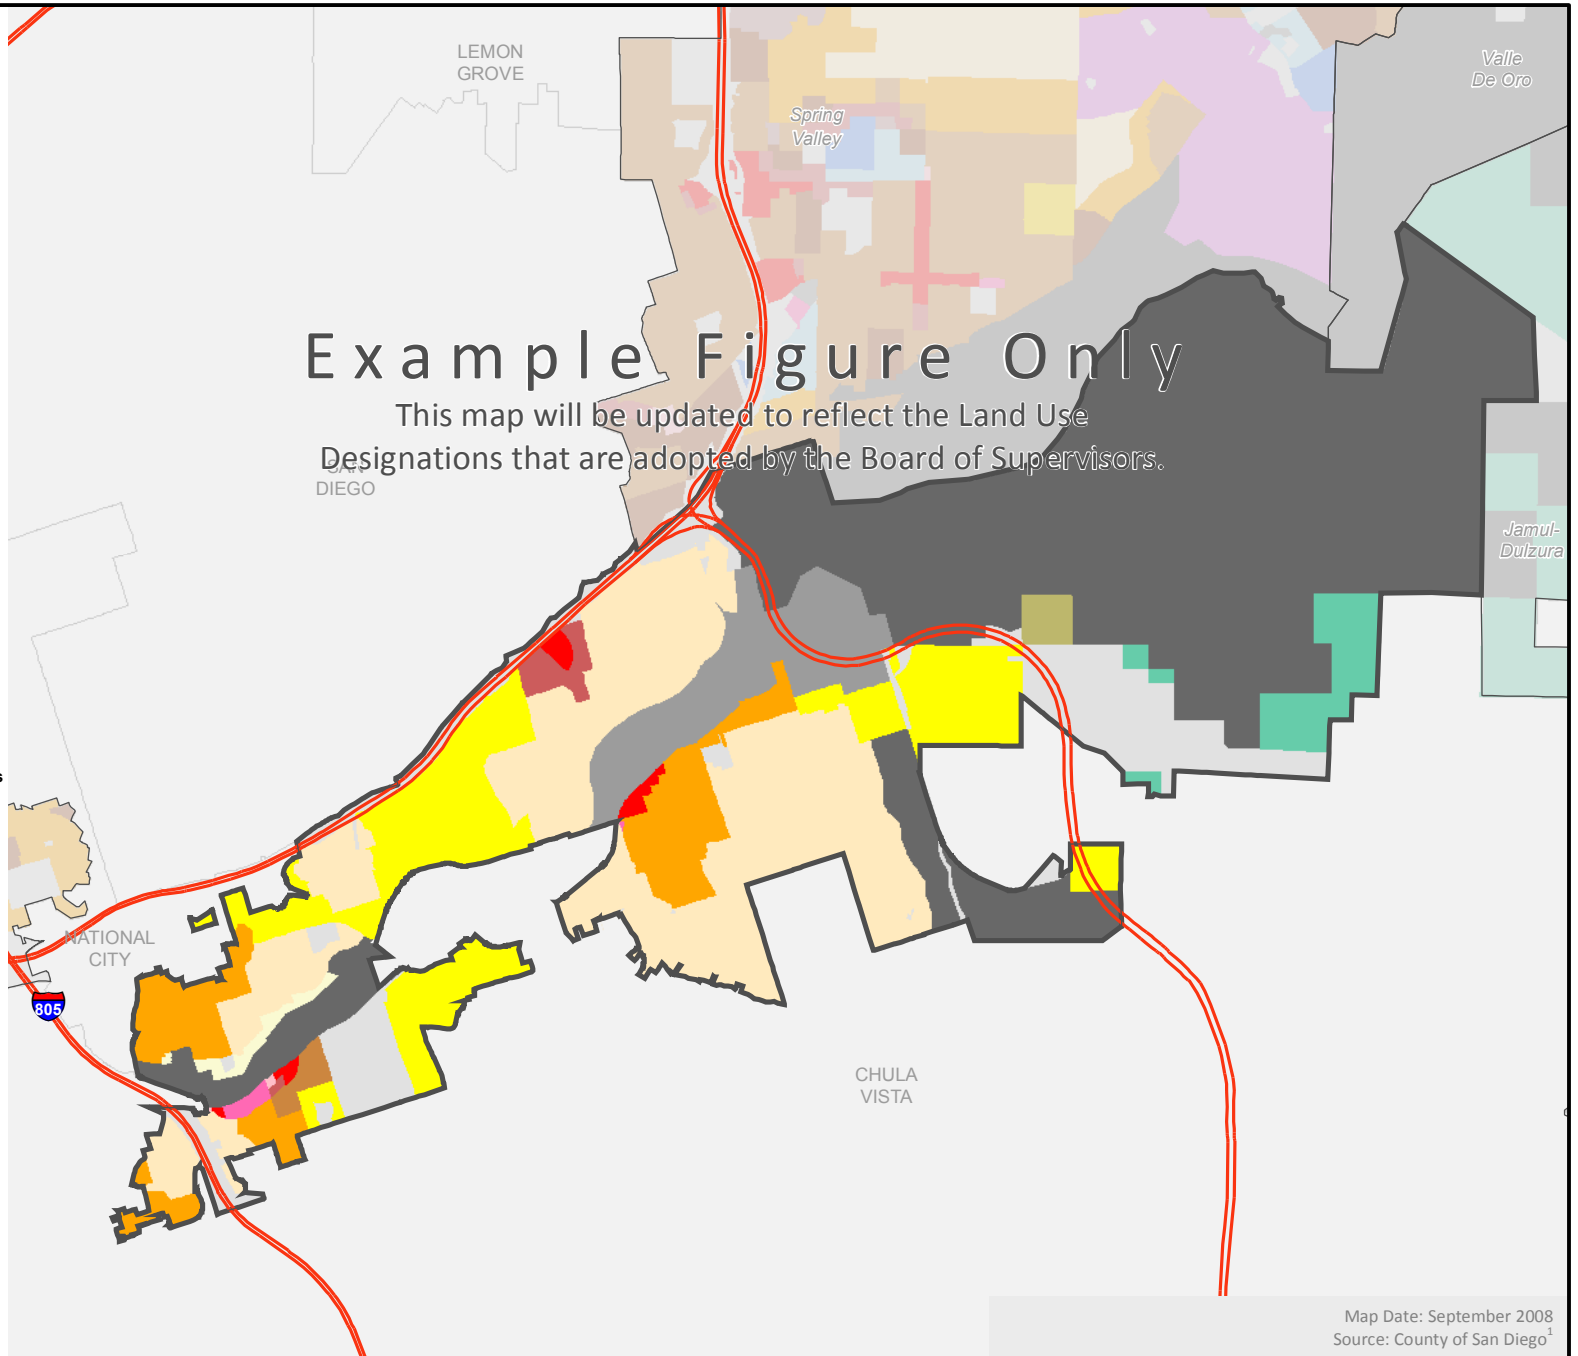 LEMON
GROVE
Valle
De Oro
Spring
Valley
Example Figure Only
This map will be updated to reflect the Land Use
Designations that are adopted by the Board of Supervisors.
SAN
DIEGO
Jamul-
Dulzura
s
NATIONAL
CITY
805
CHULA
VISTA
Map Date: September 2008
Source: County of San Diego1